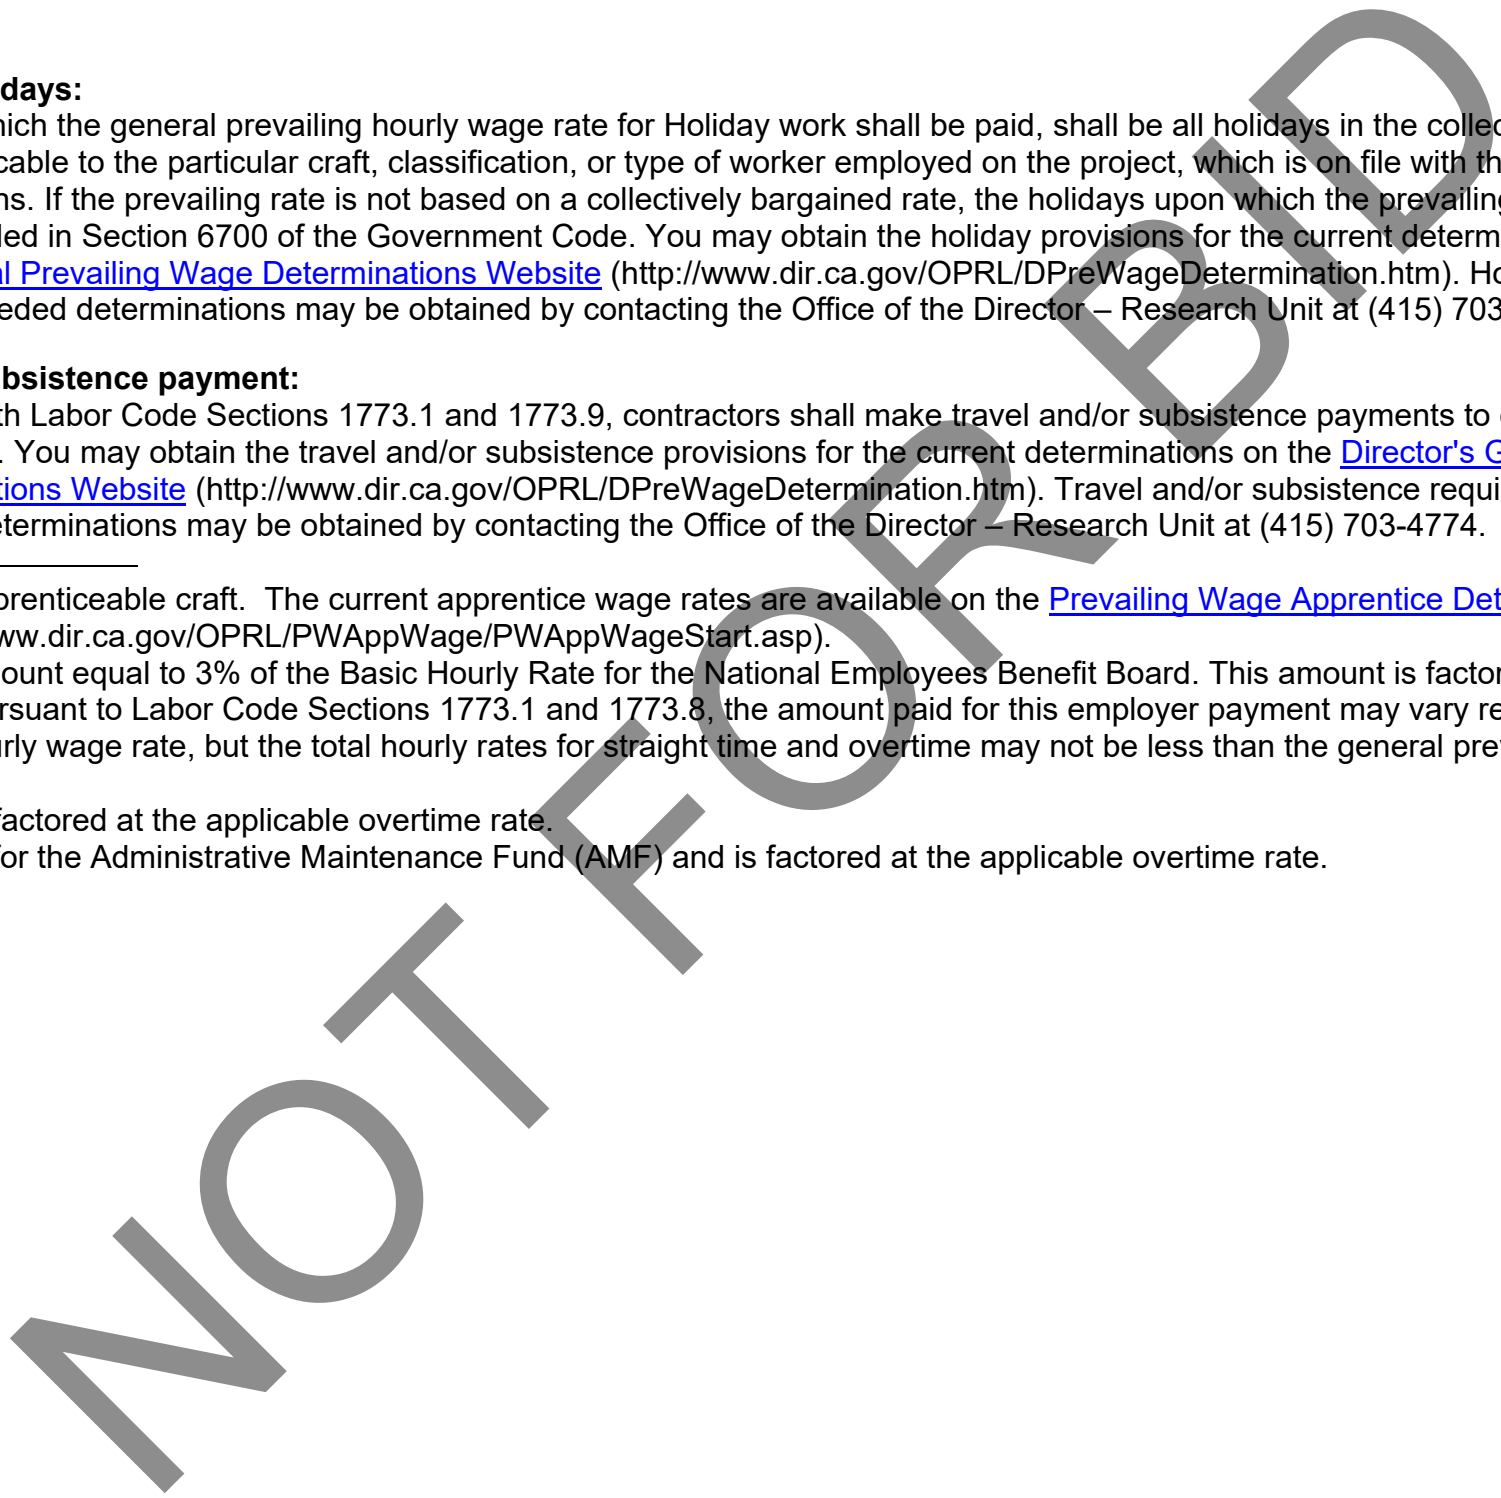 days:
hich the general prevailing hourly wage rate for Holiday work shall be paid, shall be all holidays in the collec
cable to the particular craft, classification, or type of worker employed on the project, which is on file with th
ns. If the prevailing rate is not based on a collectively bargained rate, the holidays upon which the prevailing
led in Section 6700 of the Government Code. You may obtain the holiday provisions for the current determ
al Prevailing Wage Determinations Website (http://www.dir.ca.gov/OPRL/DPreWageDetermination.htm). Ho
eded determinations may be obtained by contacting the Office of the Director – Research Unit at (415) 703
bsistence payment:
th Labor Code Sections 1773.1 and 1773.9, contractors shall make travel and/or subsistence payments to
. You may obtain the travel and/or subsistence provisions for the current determinations on the Director's G
tions Website (http://www.dir.ca.gov/OPRL/DPreWageDetermination.htm). Travel and/or subsistence requi
eterminations may be obtained by contacting the Office of the Director – Research Unit at (415) 703-4774.
prenticeable craft.  The current apprentice wage rates are available on the Prevailing Wage Apprentice Det
ww.dir.ca.gov/OPRL/PWAppWage/PWAppWageStart.asp).
ount equal to 3% of the Basic Hourly Rate for the National Employees Benefit Board. This amount is factor
rsuant to Labor Code Sections 1773.1 and 1773.8, the amount paid for this employer payment may vary re
urly wage rate, but the total hourly rates for straight time and overtime may not be less than the general prev
factored at the applicable overtime rate.
for the Administrative Maintenance Fund (AMF) and is factored at the applicable overtime rate.
NOT FOR BID